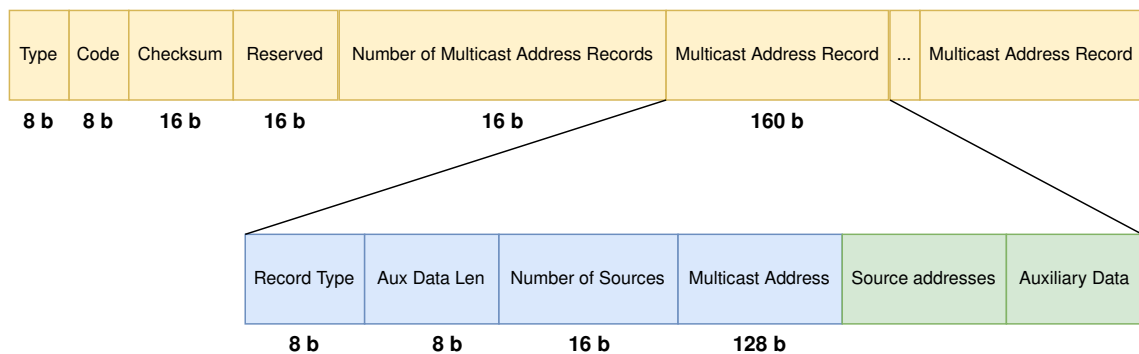 Type Code Checksum Reserved Number of Multicast Address Records Multicast Address Record ... Multicast Address Record
8 b 8 b 16 b 16 b 16 b 160 b
Record Type Aux Data Len Number of Sources Multicast Address Source addresses Auxiliary Data
8 b 8 b 16 b 128 b